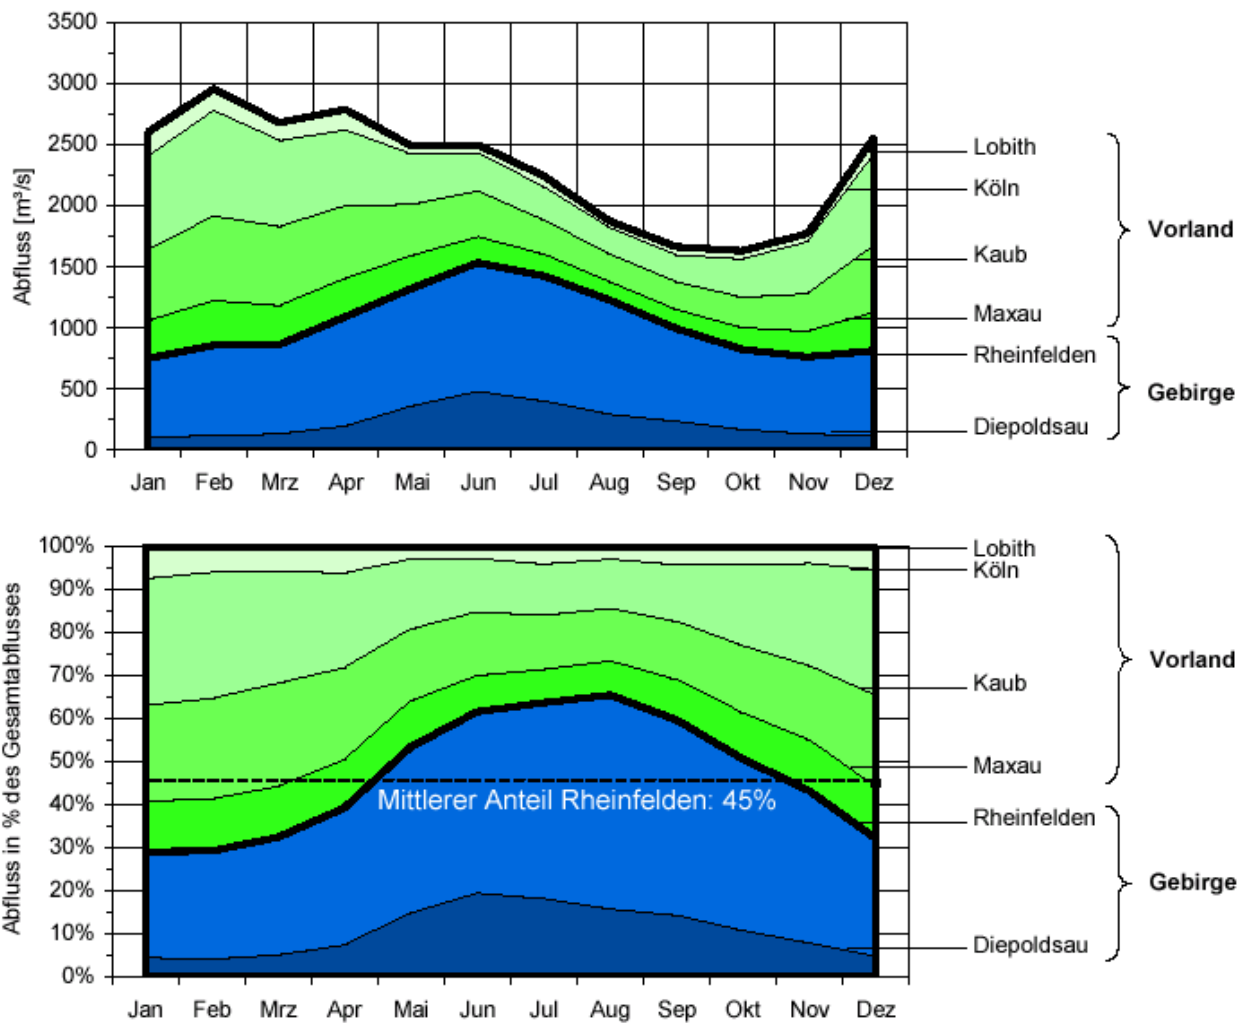 Abfluss [m³/s]
3500
3000
2500
2000
1500
1000
500
0
Jan Feb Mrz Apr Mai Jun Jul Aug Sep Okt Nov Dez
Lobith
Köln
Kaub
Maxau
Rheinfelden
Diepoldsau
Vorland
Gebirge
Abfluss in % des Gesamtabflusses
100%
90%
80%
70%
60%
50%
40%
30%
20%
10%
0%
Mittlerer Anteil Rheinfelden: 45%
Jan Feb Mrz Apr Mai Jun Jul Aug Sep Okt Nov Dez
Lobith
Köln
Kaub
Maxau
Rheinfelden
Diepoldsau
Vorland
Gebirge